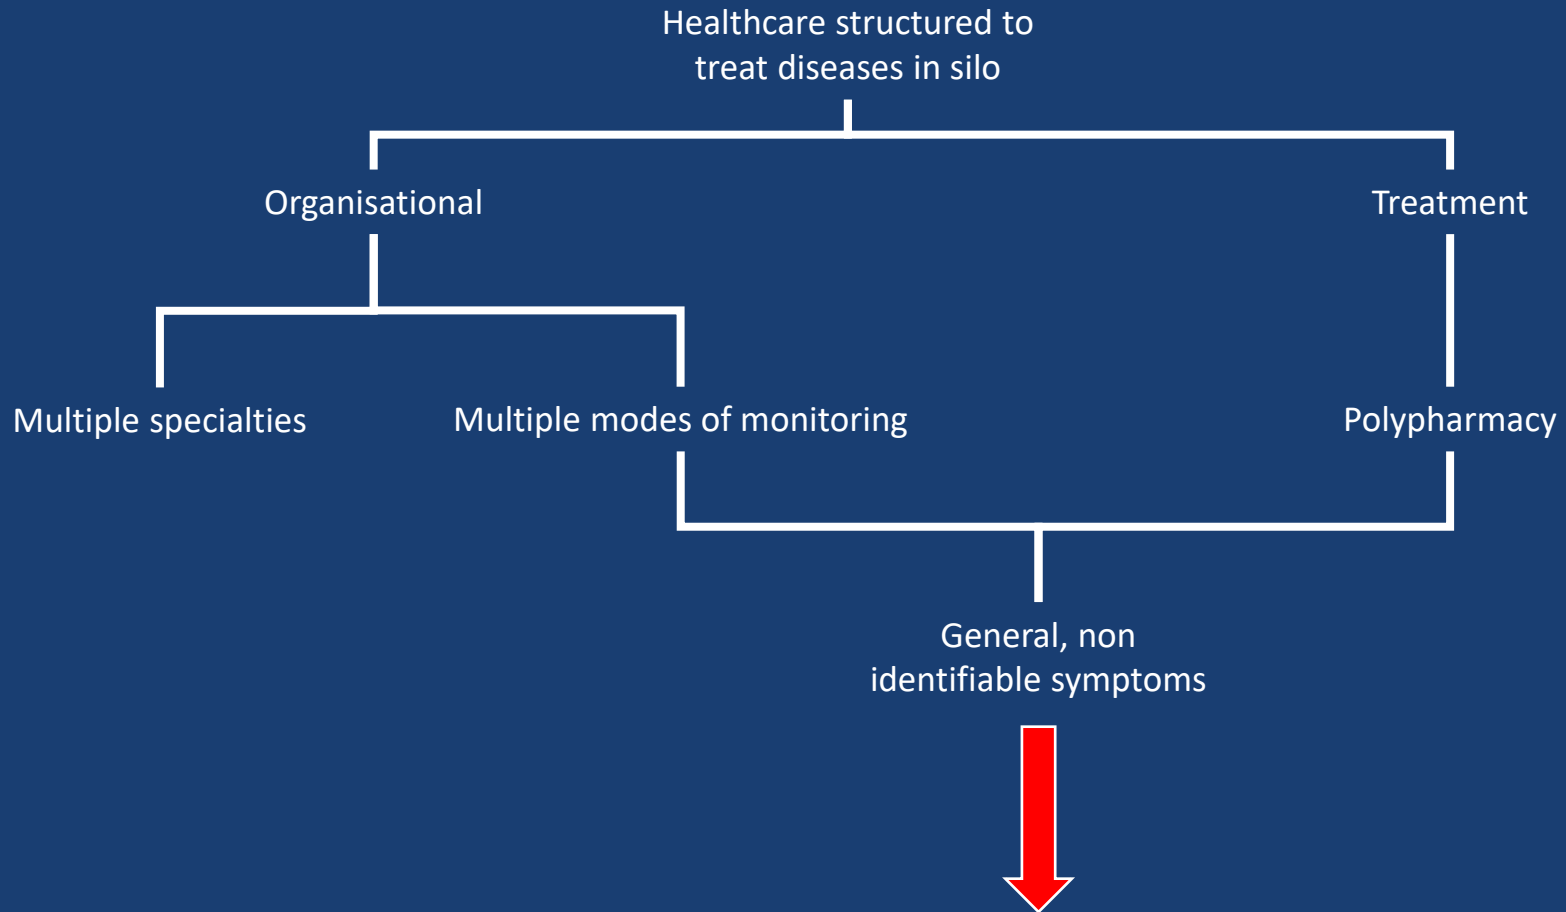 Healthcare structured to
treat diseases in silo
Organisational
Treatment
Multiple specialties
Multiple modes of monitoring
Polypharmacy
General, non
identifiable symptoms